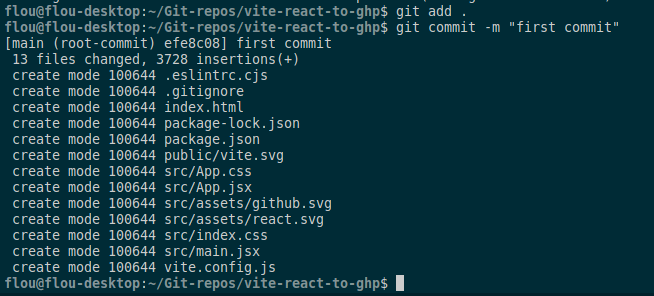 flou@flou-desktop:~/Git-repos/vite-react-to-ghp$ git add .
flou@flou-desktop:~/Git-repos/vite-react-to-ghp$ git commit -m "first commit"
[main (root-commit) efe8c08] first commit
 13 files changed, 3728 insertions(+)
 create mode 100644 .eslintrc.cjs
 create mode 100644 .gitignore
 create mode 100644 index.html
 create mode 100644 package-lock.json
 create mode 100644 package.json
 create mode 100644 public/vite.svg
 create mode 100644 src/App.css
 create mode 100644 src/App.jsx
 create mode 100644 src/assets/github.svg
 create mode 100644 src/assets/react.svg
 create mode 100644 src/index.css
 create mode 100644 src/main.jsx
 create mode 100644 vite.config.js
flou@flou-desktop:~/Git-repos/vite-react-to-ghp$